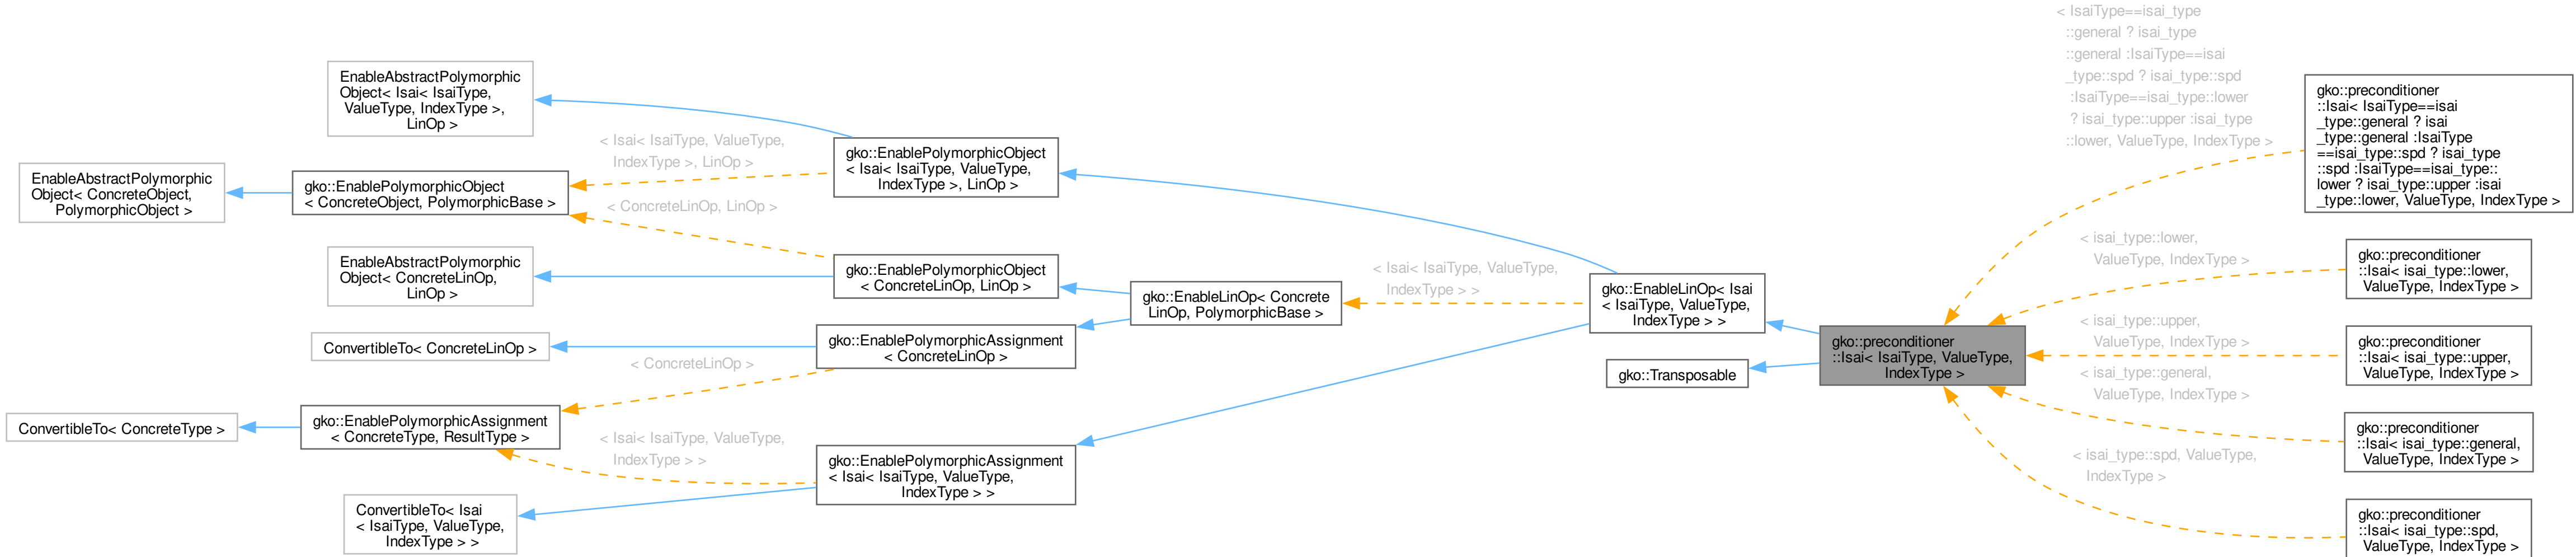 EnableAbstractPolymorphic
Object< ConcreteObject,
PolymorphicObject >
ConvertibleTo< ConcreteType >
EnableAbstractPolymorphic
Object< Isai< IsaiType,
ValueType, IndexType >,
LinOp >
gko::EnablePolymorphicObject
< ConcreteObject, PolymorphicBase >
EnableAbstractPolymorphic
Object< ConcreteLinOp,
LinOp >
ConvertibleTo< ConcreteLinOp >
gko::EnablePolymorphicAssignment
< ConcreteType, ResultType >
ConvertibleTo< Isai
< IsaiType, ValueType,
IndexType > >
< Isai< IsaiType, ValueType,
IndexType >, LinOp >
< ConcreteLinOp, LinOp >
< ConcreteLinOp >
< Isai< IsaiType, ValueType,
IndexType > >
gko::EnablePolymorphicObject
< Isai< IsaiType, ValueType,
IndexType >, LinOp >
gko::EnablePolymorphicObject
< ConcreteLinOp, LinOp >
gko::EnablePolymorphicAssignment
< ConcreteLinOp >
gko::EnablePolymorphicAssignment
< Isai< IsaiType, ValueType,
IndexType > >
gko::EnableLinOp< Concrete
LinOp, PolymorphicBase >
< Isai< IsaiType, ValueType,
IndexType > >
gko::EnableLinOp< Isai
< IsaiType, ValueType,
IndexType > >
gko::Transposable
gko::preconditioner
::Isai< IsaiType, ValueType,
IndexType >
< IsaiType==isai_type
::general ? isai_type
::general :IsaiType==isai
_type::spd ? isai_type::spd
:IsaiType==isai_type::lower
? isai_type::upper :isai_type
::lower, ValueType, IndexType >
< isai_type::lower,
ValueType, IndexType >
< isai_type::upper,
ValueType, IndexType >
< isai_type::general,
ValueType, IndexType >
< isai_type::spd, ValueType,
IndexType >
gko::preconditioner
::Isai< IsaiType==isai
_type::general ? isai
_type::general :IsaiType
==isai_type::spd ? isai_type
::spd :IsaiType==isai_type::
lower ? isai_type::upper :isai
_type::lower, ValueType, IndexType >
gko::preconditioner
::Isai< isai_type::lower,
ValueType, IndexType >
gko::preconditioner
::Isai< isai_type::upper,
ValueType, IndexType >
gko::preconditioner
::Isai< isai_type::general,
ValueType, IndexType >
gko::preconditioner
::Isai< isai_type::spd,
ValueType, IndexType >